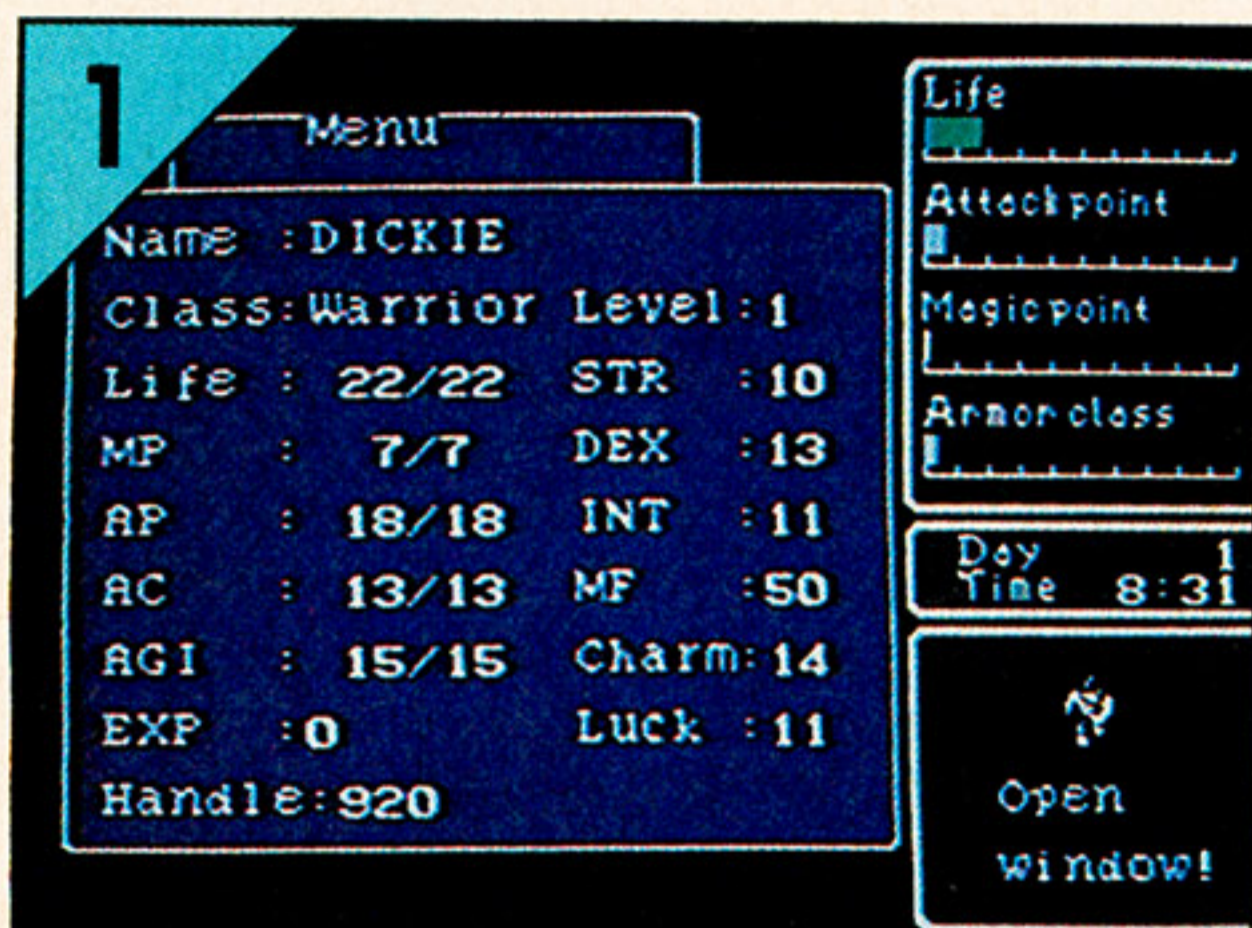 1
Menu
Name :DICKIE
Class:Warrior Level:1
Life : 22/22 STR :10
MP : 7/7 DEX :13
AP : 18/18 INT :11
AC : 13/13 MF :50
AGI : 15/15 Charm:14
EXP :0 Luck :11
Handle:920
Life
Attack point
Magic point
Armor class
Day 1
Time 8:31
Open
window!